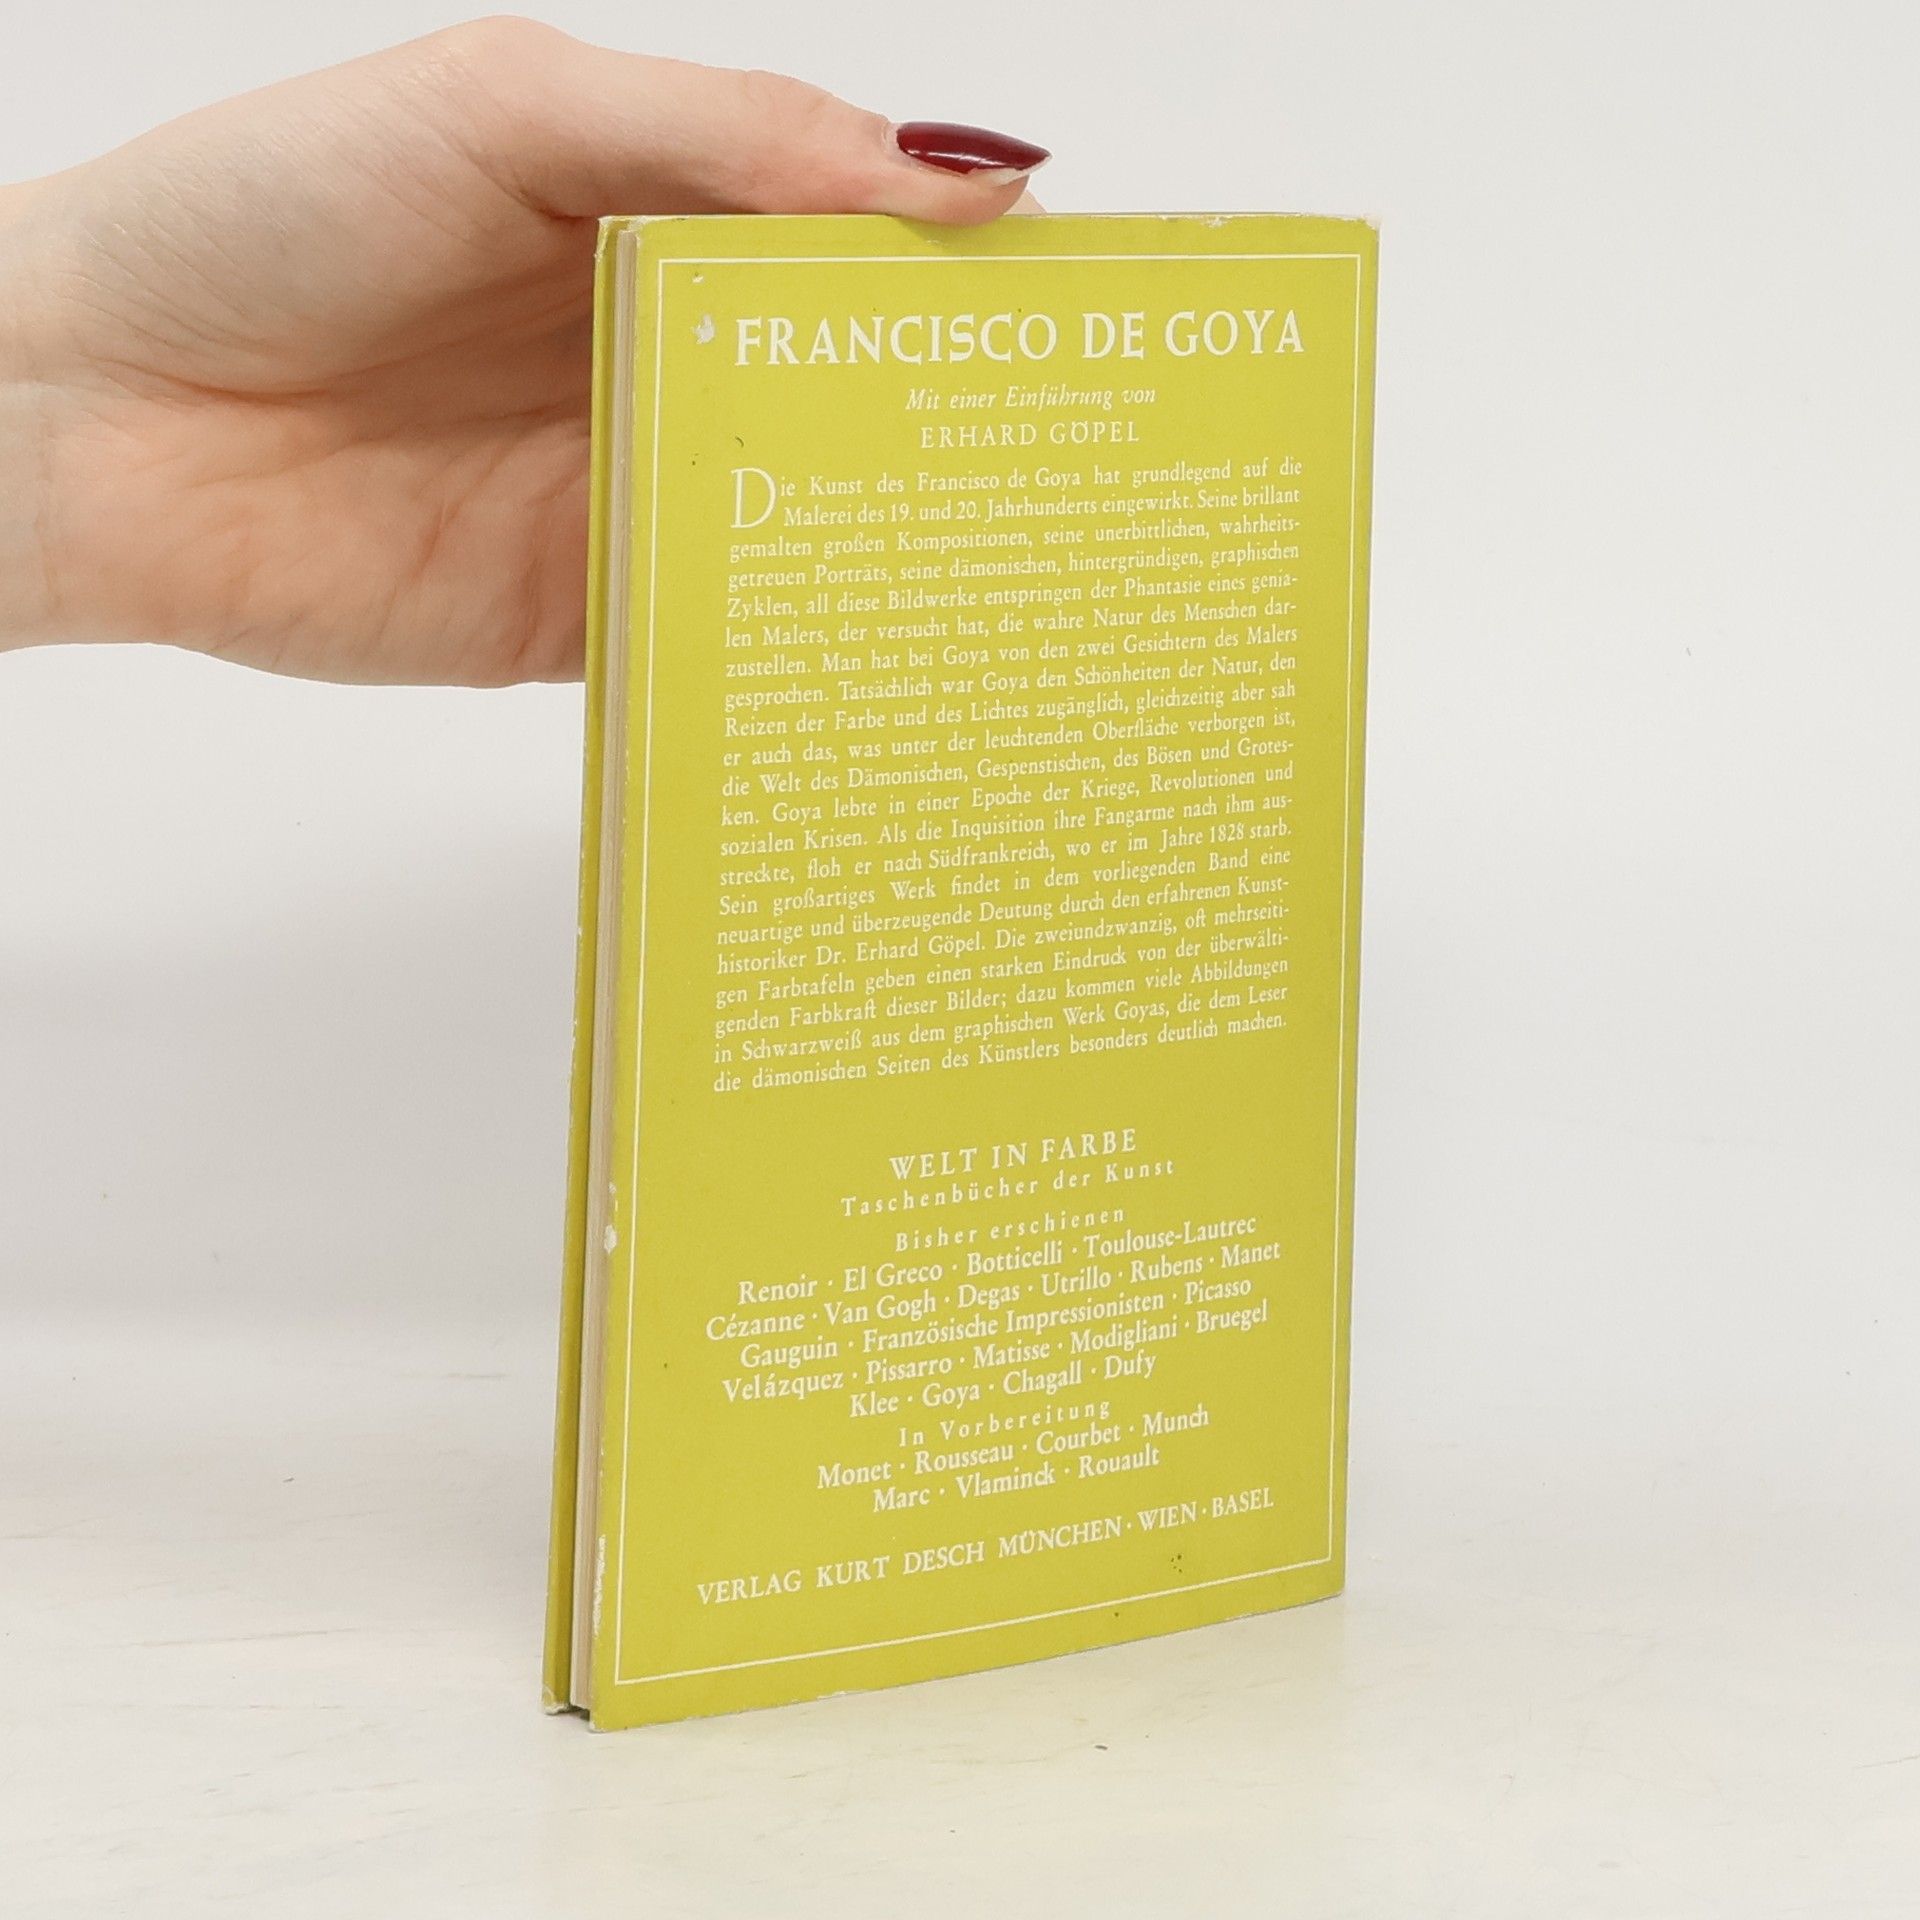 FRANCISCO DE GOYA
Mit einer Einführung von
ERHARD GÖPEL
Die Kunst des Francisco de Goya hat grundlegend auf die
Malerei des 19. und 20. Jahrhunderts eingewirkt. Seine brillant
gemalten großen Kompositionen, seine unerbittlichen, wahrheits-
getreuen Porträts, seine dämonischen, hintergründigen, graphischen
Zyklen, all diese Bildwerke entspringen der Phantasie eines genia-
len Malers, der versucht hat, die wahre Natur des Menschen dar-
zustellen. Man hat bei Goya von den zwei Gesichtern des Malers
gesprochen. Tatsächlich war Goya den Schönheiten der Natur, den
Reizen der Farbe und des Lichtes zugänglich, gleichzeitig aber sah
er auch das, was unter der leuchtenden Oberfläche verborgen ist,
die Welt des Dämonischen, Gespenstischen, des Bösen und Grotes-
ken. Goya lebte in einer Epoche der Kriege, Revolutionen und
sozialen Krisen. Als die Inquisition ihre Fangarme nach ihm aus-
streckte, floh er nach Südfrankreich, wo er im Jahre 1828 starb.
Sein großartiges Werk findet in dem vorliegenden Band eine
neuartige und überzeugende Deutung durch den erfahrenen Kunst-
historiker Dr. Erhard Göpel. Die zweiundzwanzig, oft mehrseiti-
gen Farbtafeln geben einen starken Eindruck von der überwälti-
genden Farbkraft dieser Bilder; dazu kommen viele Abbildungen
in Schwarzweiß aus dem graphischen Werk Goyas, die dem Leser
die dämonischen Seiten des Künstlers besonders deutlich machen.
WELT IN FARBE
Taschenbücher der Kunst
Bisher erschienen
Renoir · El Greco · Botticelli · Toulouse-Lautrec
Cézanne · Van Gogh · Degas · Utrillo · Rubens · Manet
Gauguin · Französische Impressionisten · Picasso
Velázquez · Pissarro · Matisse · Modigliani · Bruegel
Klee · Goya · Chagall · Dufy
In Vorbereitung
Monet · Rousseau · Courbet · Munch
Marc · Vlaminck · Rouault
VERLAG KURT DESCH MÜNCHEN · WIEN · BASEL